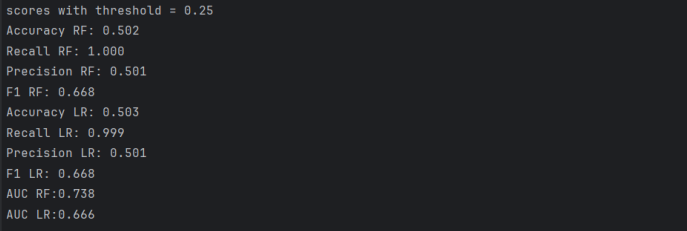 scores with threshold = 0.25
Accuracy RF: 0.502
Recall RF: 1.000
Precision RF: 0.501
F1 RF: 0.668
Accuracy LR: 0.503
Recall LR: 0.999
Precision LR: 0.501
F1 LR: 0.668
AUC RF:0.738
AUC LR:0.666